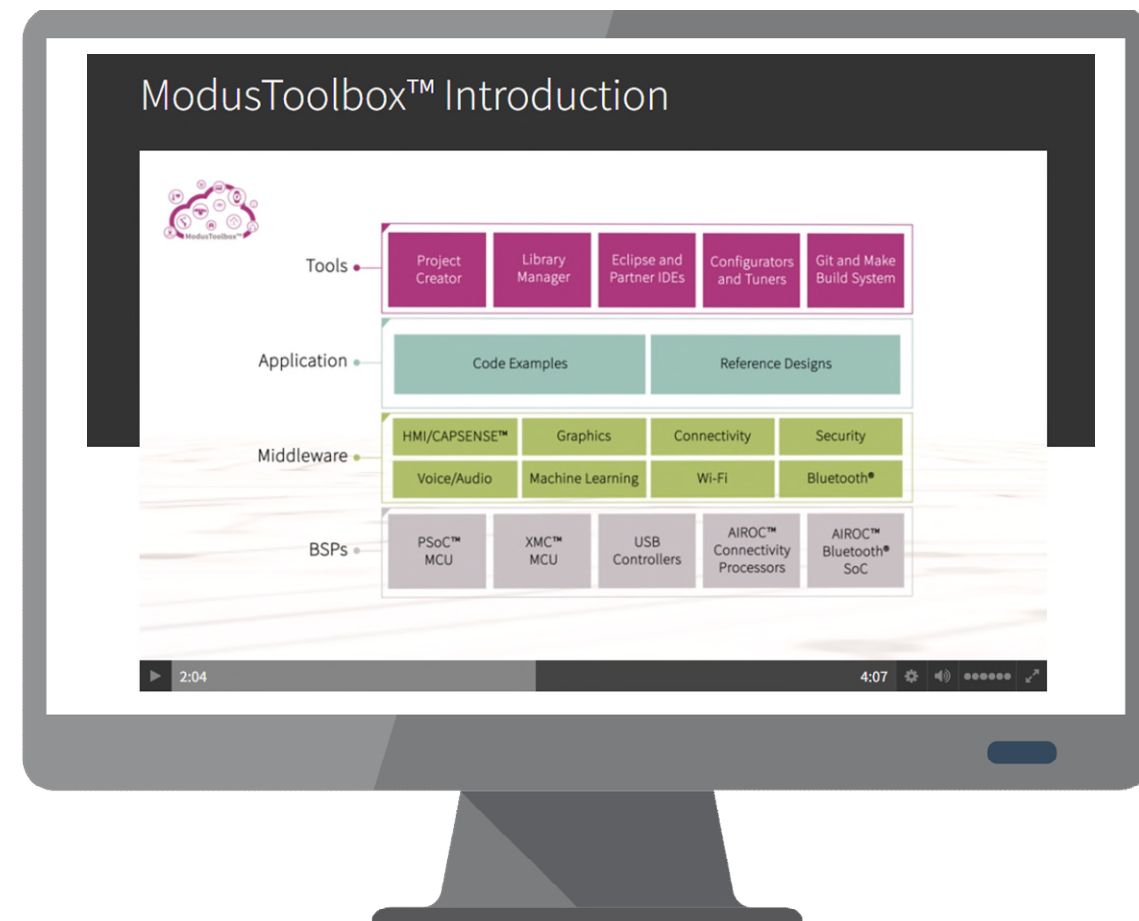 ModusToolbox™ Introduction
ModusToolbox™
Tools
Project
Creator
Library
Manager
Eclipse and
Partner IDEs
Configurators
and Tuners
Git and Make
Build System
Application
Code Examples
Reference Designs
Middleware
HMI/CAPSENSE™
Graphics
Connectivity
Security
Voice/Audio
Machine Learning
Wi-Fi
Bluetooth®
BSPs
PSoC™
MCU
XMC™
MCU
USB
Controllers
AIROC™
Connectivity
Processors
AIROC™
Bluetooth®
SoC
2:04
4:07